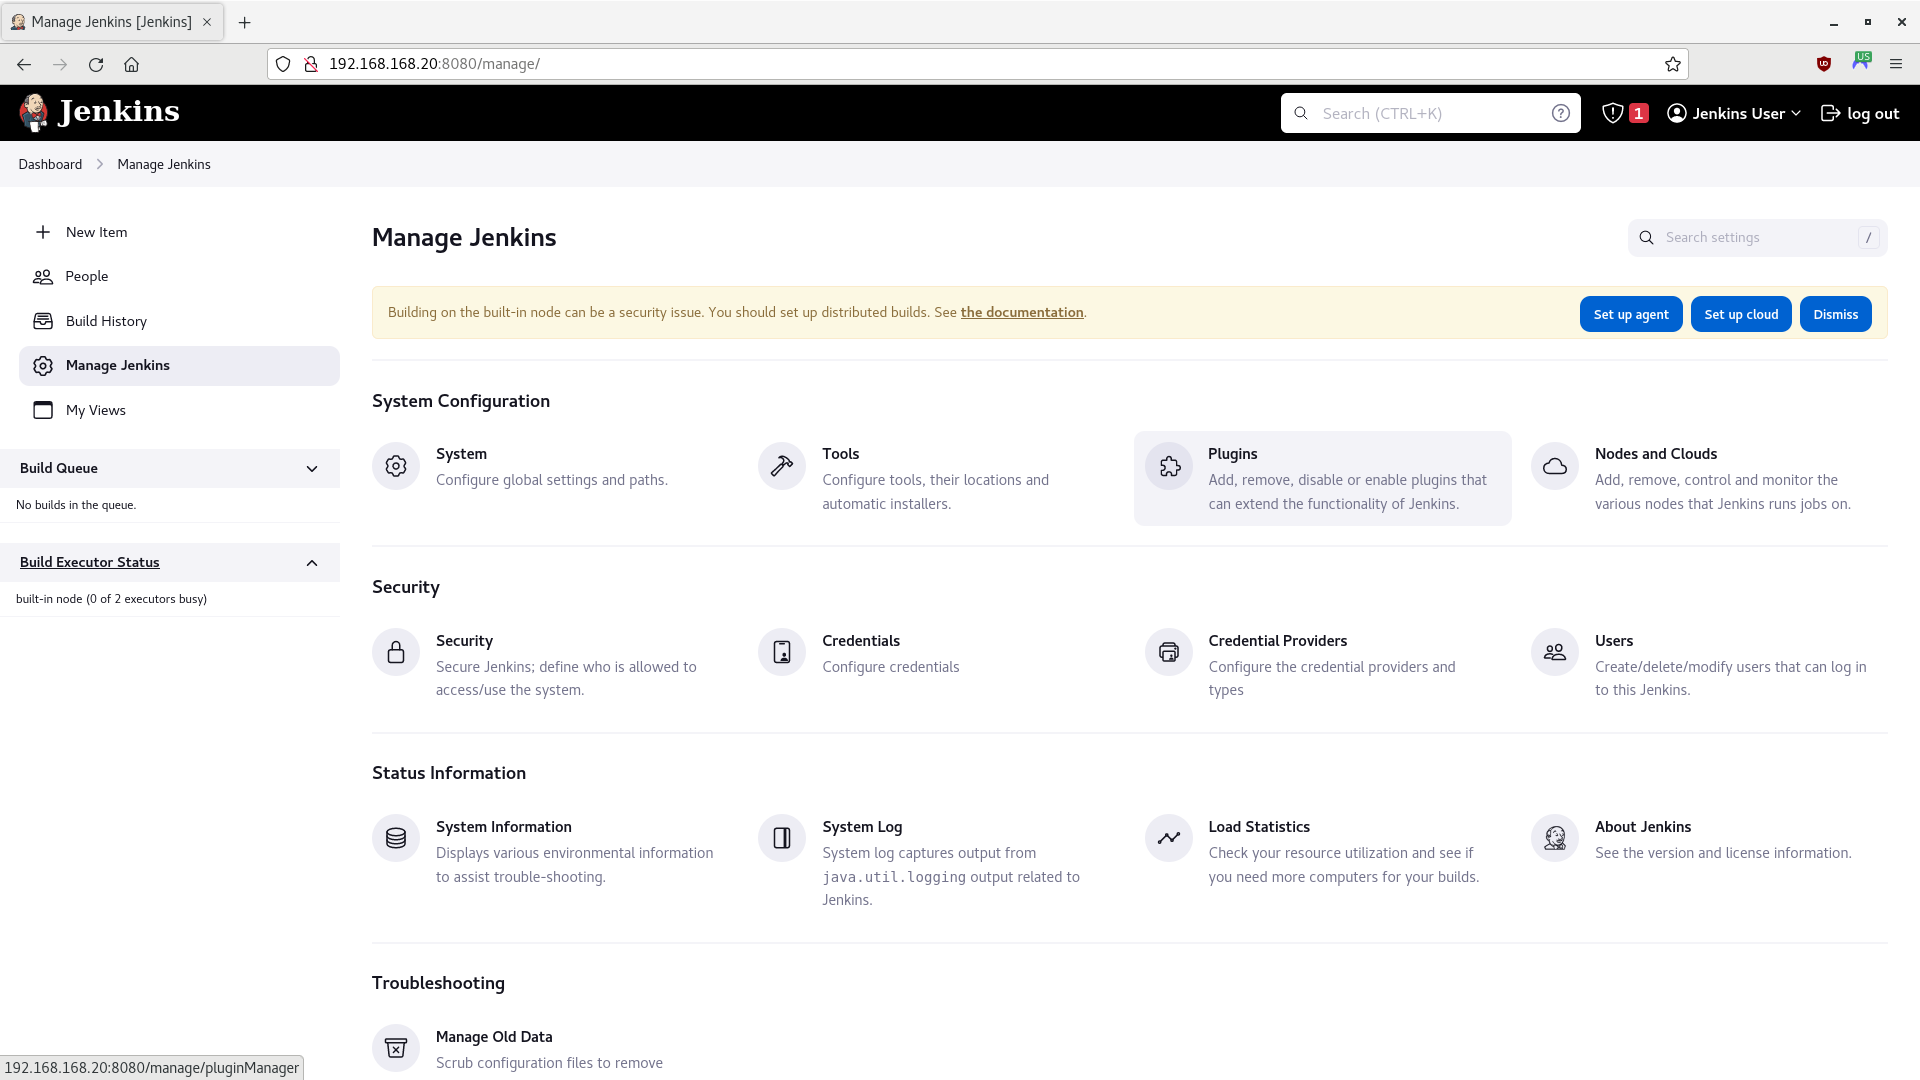 Manage Jenkins [Jenkins]
192.168.168.20:8080/manage/
US
Jenkins
Search (CTRL+K)
1
Jenkins User
log out
Dashboard
Manage Jenkins
New Item
People
Build History
Manage Jenkins
My Views
Build Queue
No builds in the queue.
Build Executor Status
built-in node (0 of 2 executors busy)
Manage Jenkins
Search settings
/
Building on the built-in node can be a security issue. You should set up distributed builds. See the documentation.
Set up agent
Set up cloud
Dismiss
System Configuration
System
Configure global settings and paths.
Tools
Configure tools, their locations and
automatic installers.
Plugins
Add, remove, disable or enable plugins that
can extend the functionality of Jenkins.
Nodes and Clouds
Add, remove, control and monitor the
various nodes that Jenkins runs jobs on.
Security
Security
Secure Jenkins; define who is allowed to
access/use the system.
Credentials
Configure credentials
Credential Providers
Configure the credential providers and
types
Users
Create/delete/modify users that can log in
to this Jenkins.
Status Information
System Information
Displays various environmental information
to assist trouble-shooting.
System Log
System log captures output from
java.util.logging output related to
Jenkins.
Load Statistics
Check your resource utilization and see if
you need more computers for your builds.
About Jenkins
See the version and license information.
Troubleshooting
Manage Old Data
Scrub configuration files to remove
192.168.168.20:8080/manage/pluginManager